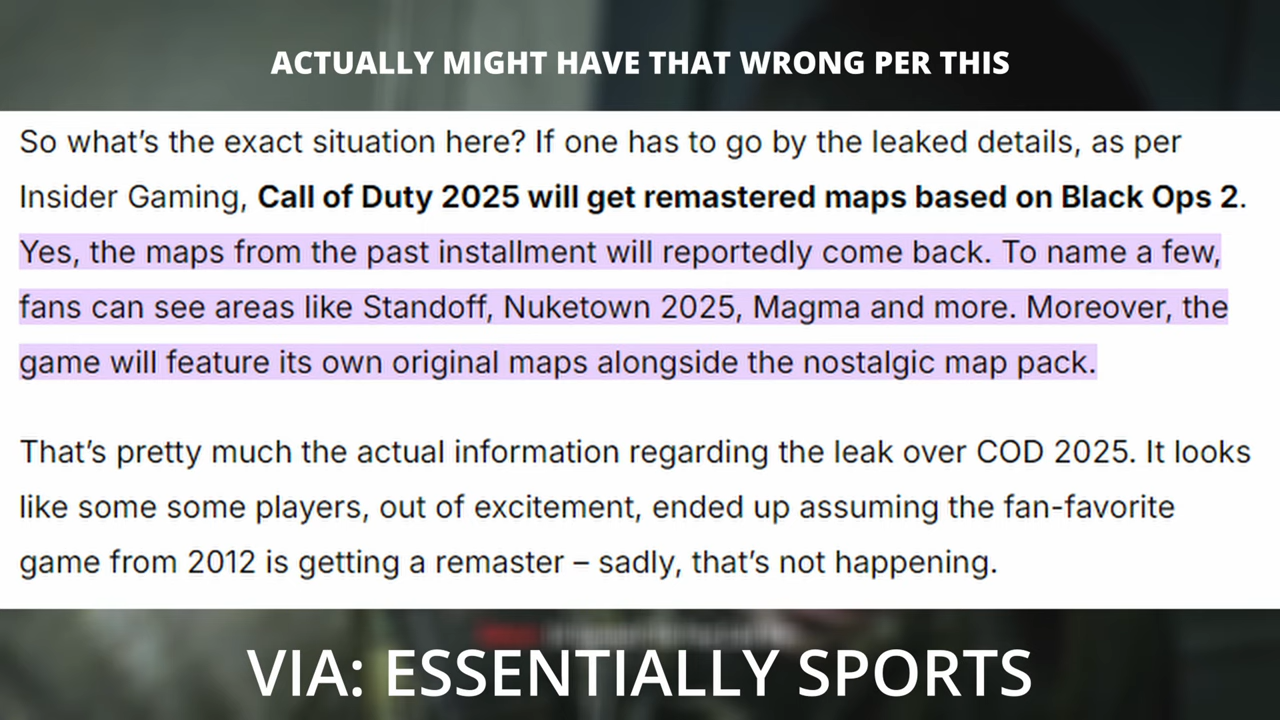 ACTUALLY MIGHT HAVE THAT WRONG PER THIS
So what’s the exact situation here? If one has to go by the leaked details, as per
Insider Gaming, Call of Duty 2025 will get remastered maps based on Black Ops 2.
Yes, the maps from the past installment will reportedly come back. To name a few,
fans can see areas like Standoff, Nuketown 2025, Magma and more. Moreover, the
game will feature its own original maps alongside the nostalgic map pack.
That’s pretty much the actual information regarding the leak over COD 2025. It looks
like some some players, out of excitement, ended up assuming the fan-favorite
game from 2012 is getting a remaster – sadly, that’s not happening.
VIA: ESSENTIALLY SPORTS